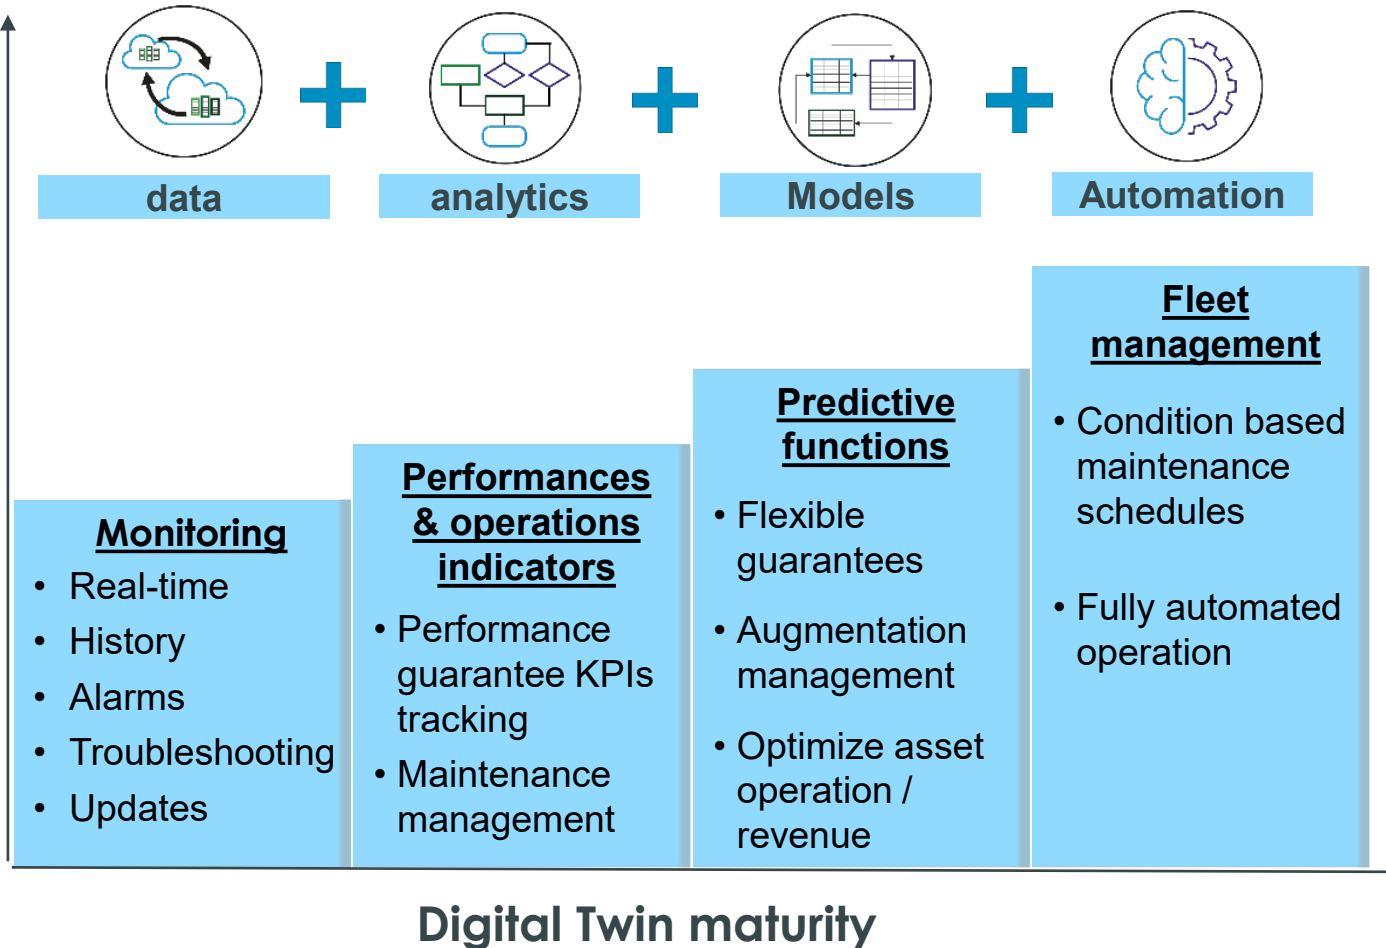 data
analytics
Models
Automation
Monitoring
• Real-time
• History
• Alarms
• Troubleshooting
• Updates
Performances
& operations
indicators
• Performance
guarantee KPIs
tracking
• Maintenance
management
Predictive
functions
• Flexible
guarantees
• Augmentation
management
• Optimize asset
operation /
revenue
Fleet
management
• Condition based
maintenance
schedules
• Fully automated
operation
Digital Twin maturity